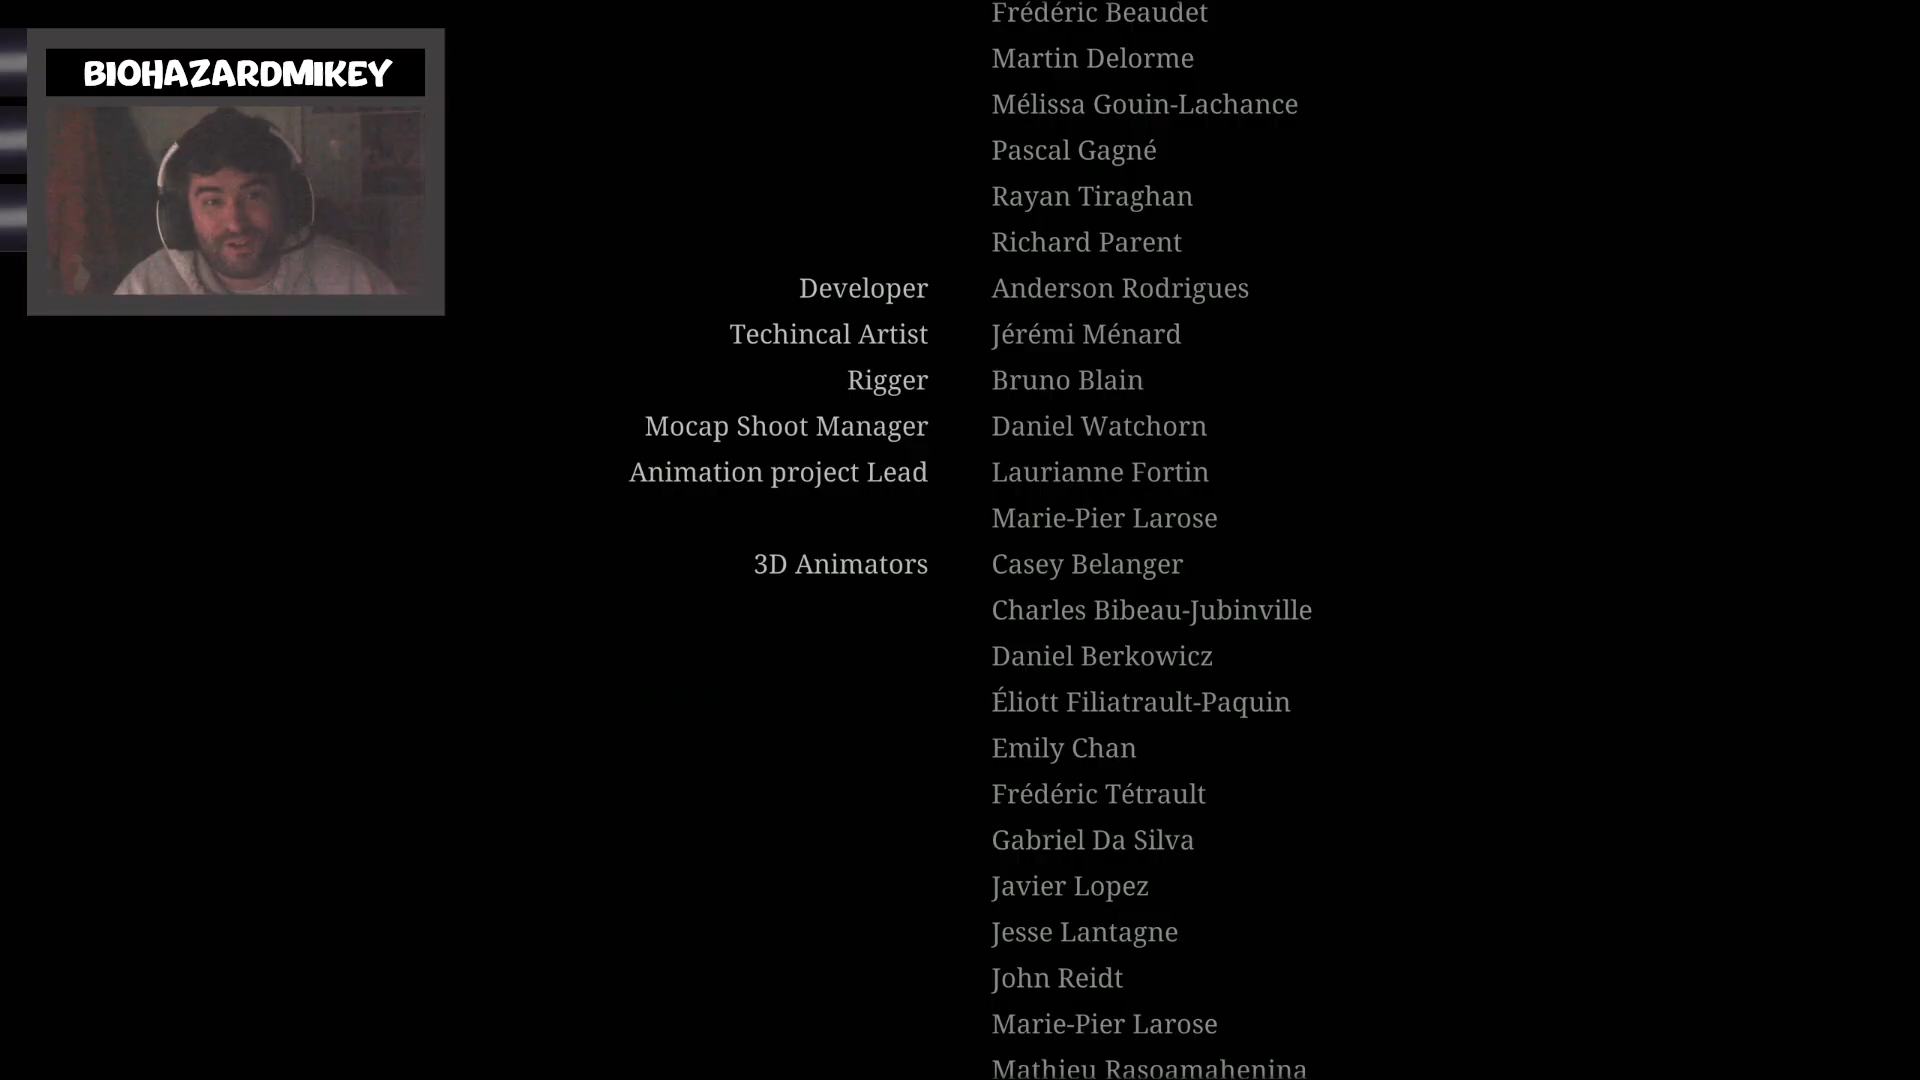 BIOHAZARDMIKEY
Frédéric Beaudet
Martin Delorme
Mélissa Gouin-Lachance
Pascal Gagné
Rayan Tiraghan
Richard Parent
Developer Anderson Rodrigues
Techincal Artist Jérémi Ménard
Rigger Bruno Blain
Mocap Shoot Manager Daniel Watchorn
Animation project Lead Laurianne Fortin
Marie-Pier Larose
3D Animators Casey Belanger
Charles Bibeau-Jubinville
Daniel Berkowicz
Éliott Filiatrault-Paquin
Emily Chan
Frédéric Tétrault
Gabriel Da Silva
Javier Lopez
Jesse Lantagne
John Reidt
Marie-Pier Larose
Mathieu Rasoamahenina